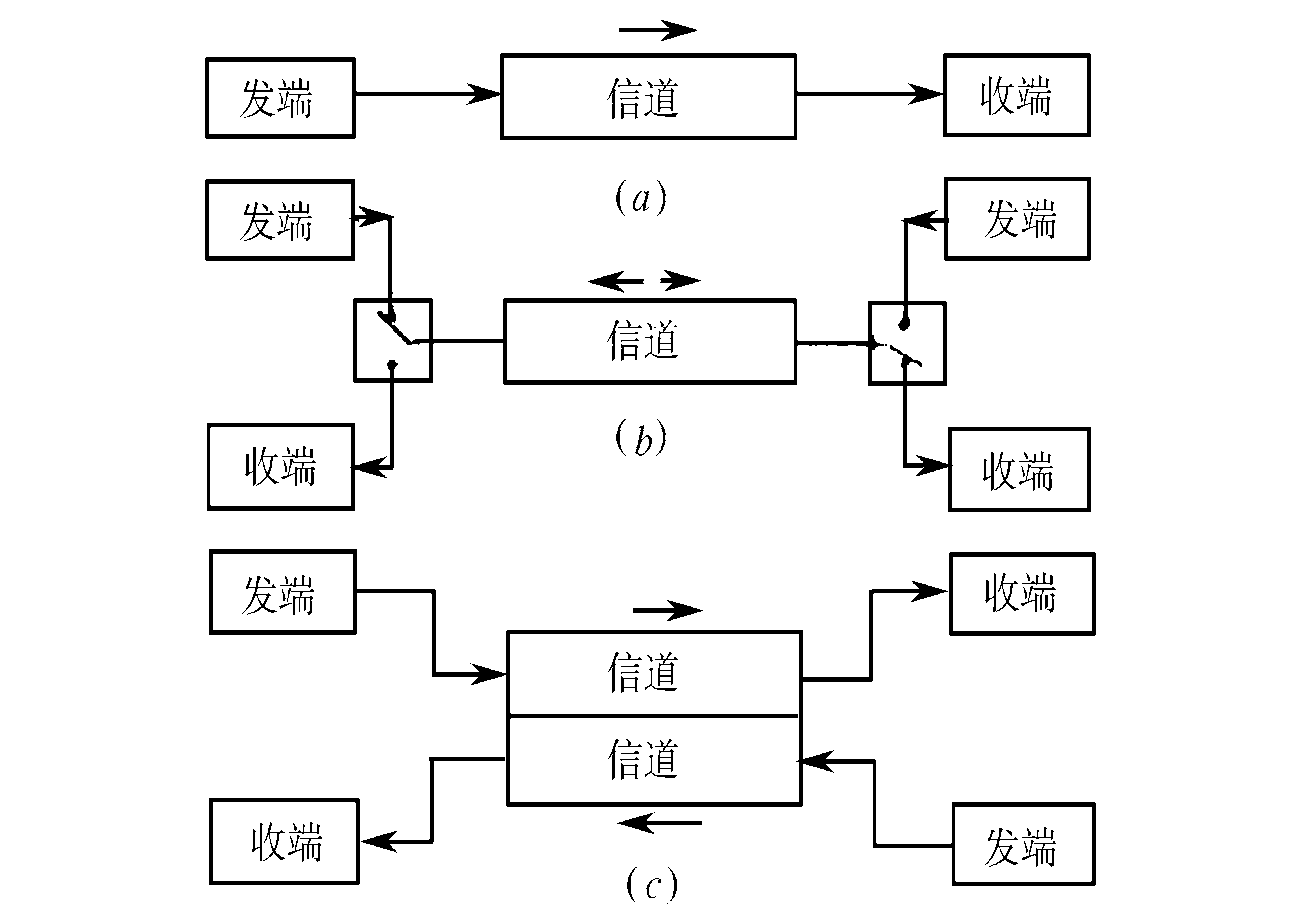 发端 信道 收端
(a)
发端 发端
信道
(b)
收端 收端
发端 收端
信道
信道
收端 发端
(c)